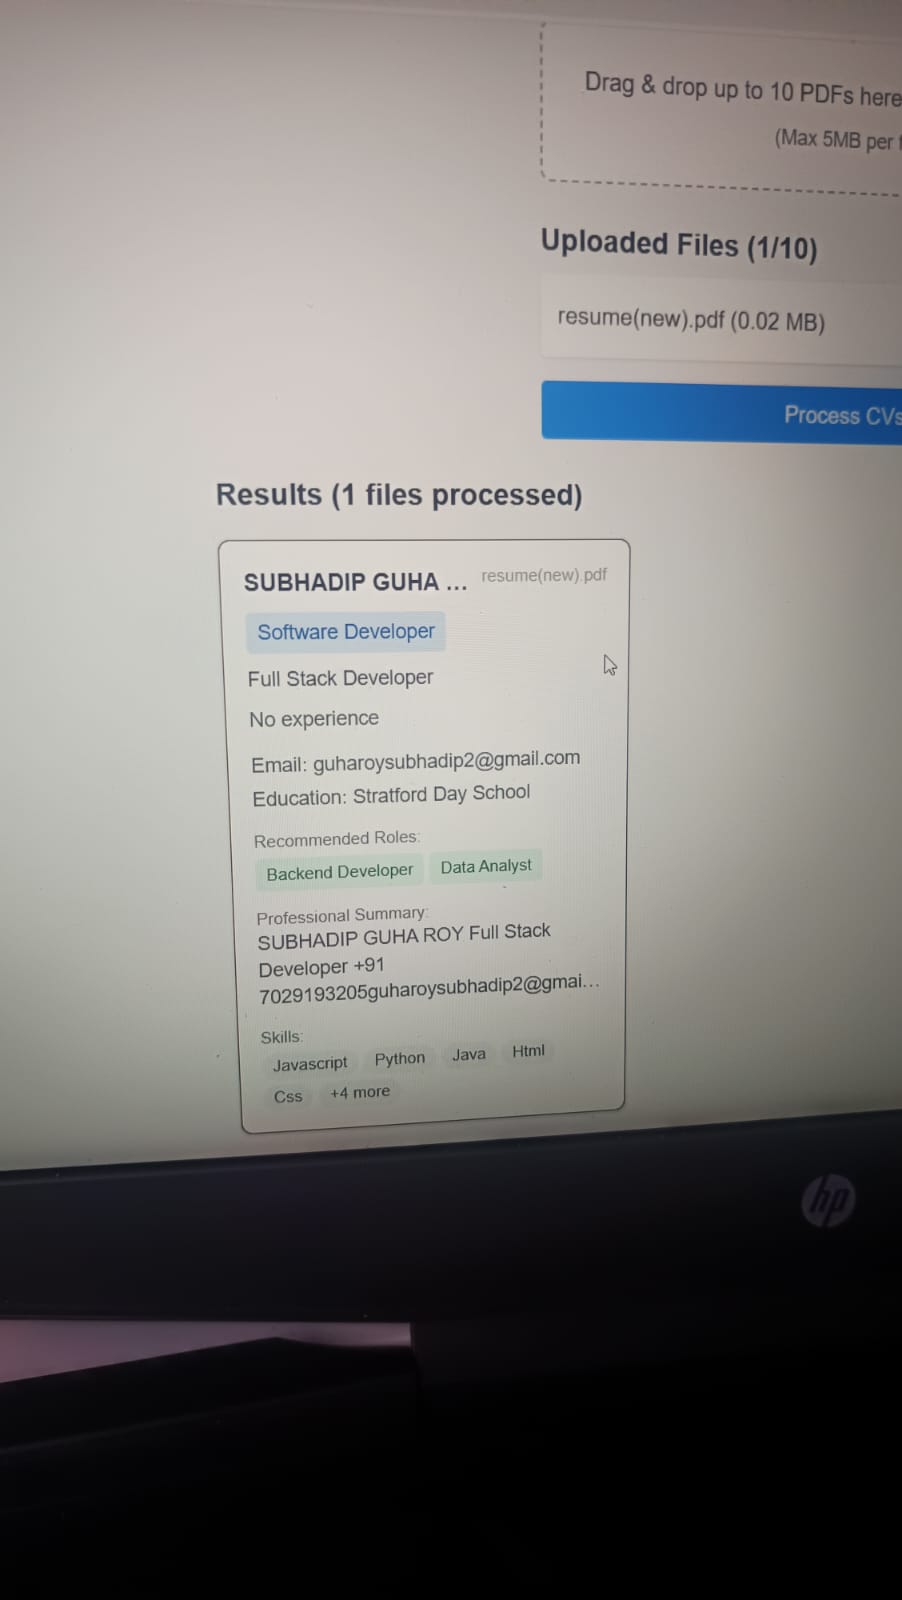 Drag & drop up to 10 PDFs here
(Max 5MB per
Uploaded Files (1/10)
resume(new).pdf (0.02 MB)
Process CVs
Results (1 files processed)
SUBHADIP GUHA ... resume(new).pdf
Software Developer
Full Stack Developer
No experience
Email: guharoysubhadip2@gmail.com
Education: Stratford Day School
Recommended Roles:
Backend Developer Data Analyst
Professional Summary:
SUBHADIP GUHA ROY Full Stack
Developer +91
7029193205guharoysubhadip2@gmai...
Skills:
Javascript Python Java Html
Css +4 more
hp